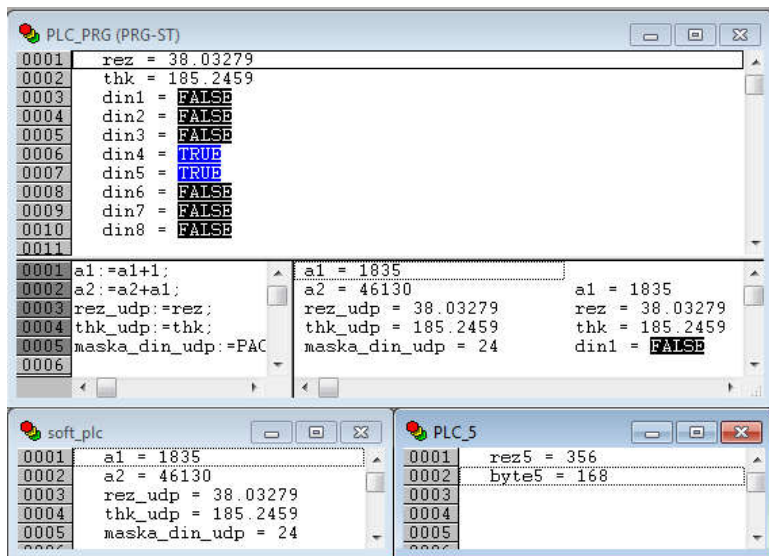 PLC_PRG (PRG-ST)
0001 rez = 38.03279
0002 thk = 185.2459
0003 din1 = FALSE
0004 din2 = FALSE
0005 din3 = FALSE
0006 din4 = TRUE
0007 din5 = TRUE
0008 din6 = FALSE
0009 din7 = FALSE
0010 din8 = FALSE
0011
0001 a1:=a1+1; a1 = 1835
0002 a2:=a2+a1; a2 = 46130 a1 = 1835
0003 rez_udp:=rez; rez_udp = 38.03279 rez = 38.03279
0004 thk_udp:=thk; thk_udp = 185.2459 thk = 185.2459
0005 maska_din_udp:=PAC maska_din_udp = 24 din1 = FALSE
0006
soft_plc
0001 a1 = 1835
0002 a2 = 46130
0003 rez_udp = 38.03279
0004 thk_udp = 185.2459
0005 maska_din_udp = 24
PLC_5
0001 rez5 = 356
0002 byte5 = 168
0003
0004
0005